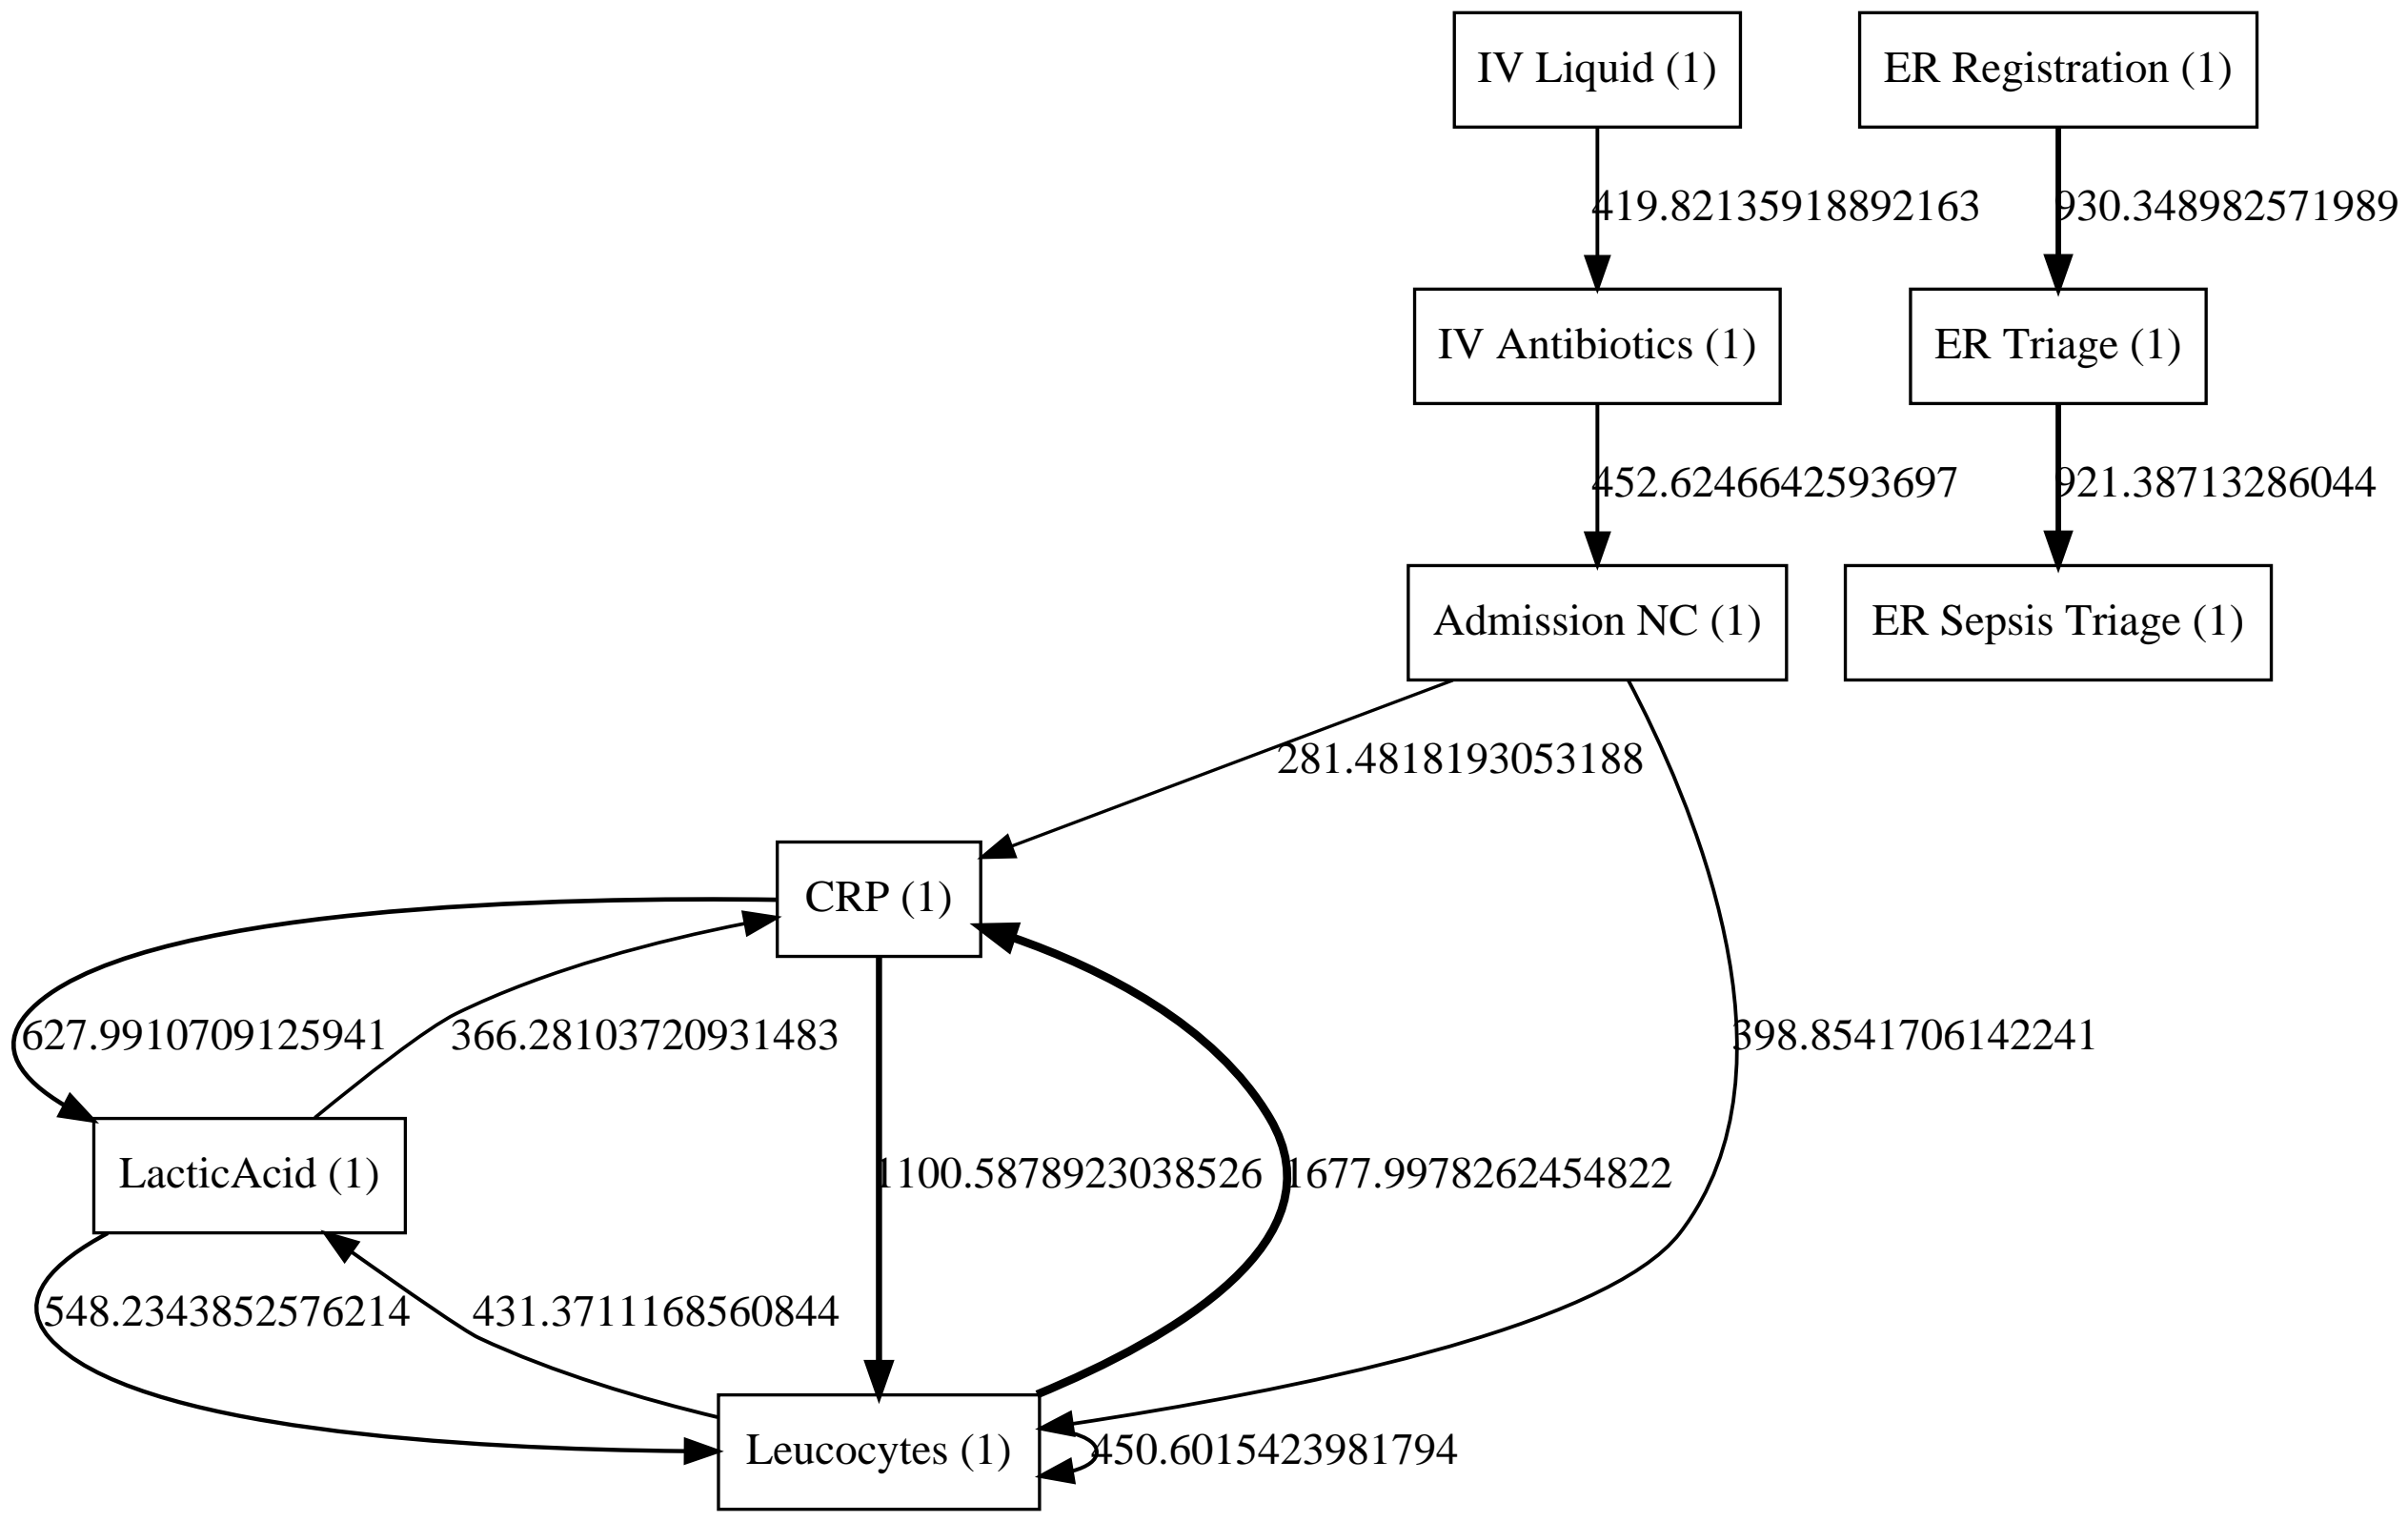 IV Liquid (1)
ER Registration (1)
419.82135918892163
930.348982571989
IV Antibiotics (1)
ER Triage (1)
452.6246642593697
921.38713286044
Admission NC (1)
ER Sepsis Triage (1)
281.4818193053188
CRP (1)
627.9910709125941
366.28103720931483
398.8541706142241
LacticAcid (1)
1100.5878923038526
1677.9978262454822
548.2343852576214
431.3711168560844
Leucocytes (1)
450.6015423981794